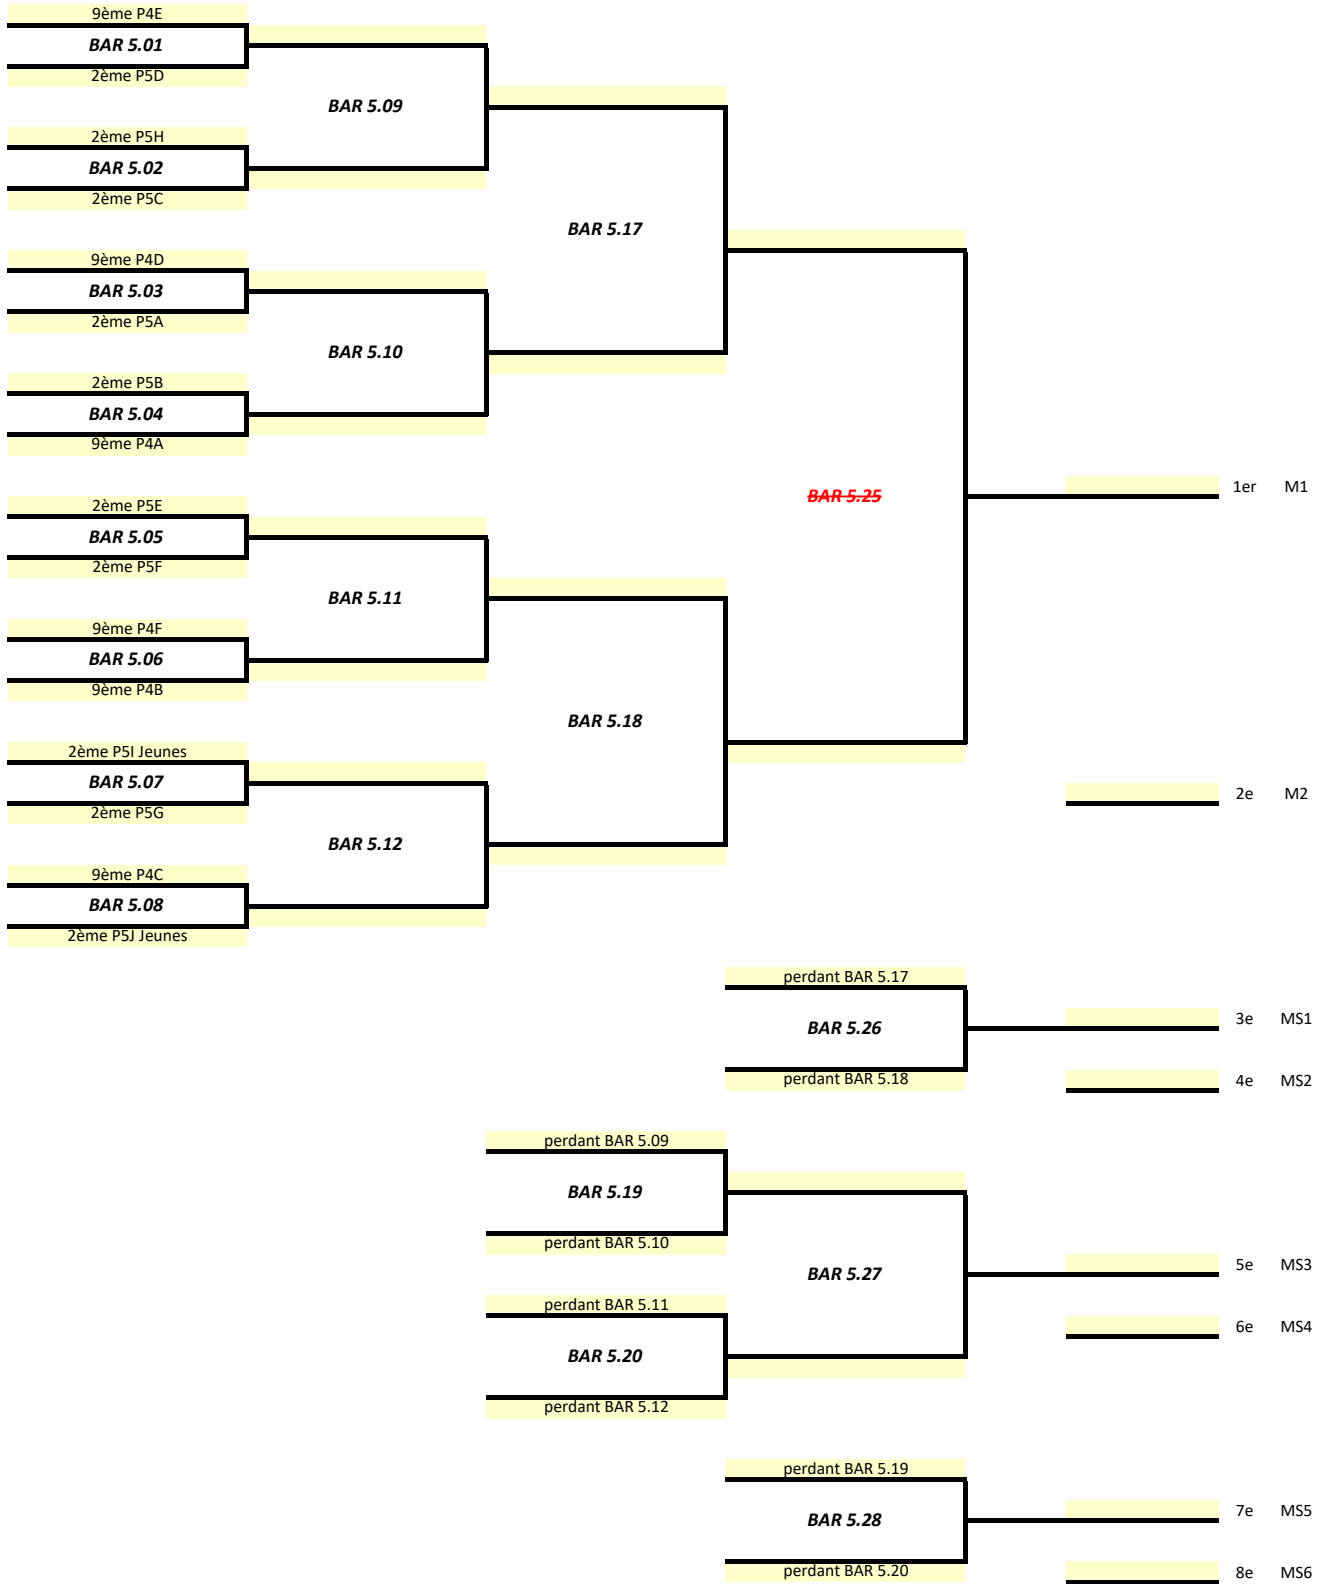 9ème P4E
BAR 5.01
2ème P5D
BAR 5.09
2ème P5H
BAR 5.02
2ème P5C
BAR 5.17
9ème P4D
BAR 5.03
2ème P5A
BAR 5.10
2ème P5B
BAR 5.04
9ème P4A
BAR 5.25
1er M1
2ème P5E
BAR 5.05
2ème P5F
BAR 5.11
9ème P4F
BAR 5.06
9ème P4B
BAR 5.18
2ème P5I Jeunes
BAR 5.07
2ème P5G
2e M2
BAR 5.12
9ème P4C
BAR 5.08
2ème P5J Jeunes
perdant BAR 5.17
BAR 5.26
3e MS1
perdant BAR 5.18
4e MS2
perdant BAR 5.09
BAR 5.19
perdant BAR 5.10
BAR 5.27
5e MS3
perdant BAR 5.11
6e MS4
BAR 5.20
perdant BAR 5.12
perdant BAR 5.19
BAR 5.28
7e MS5
perdant BAR 5.20
8e MS6